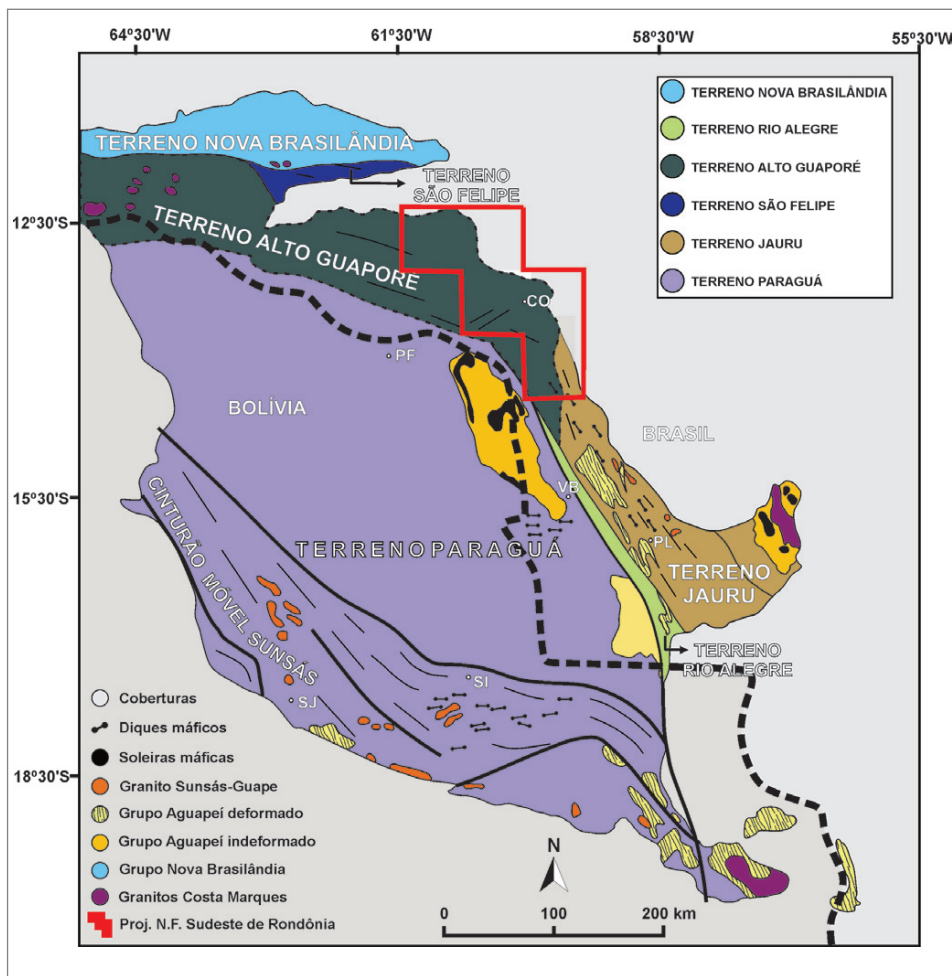 64°30'W 61°30'W 58°30'W 55°30'W
TERRENO NOVA BRASILÂNDIA
TERRENO RIO ALEGRE
TERRENO ALTO GUAPORÉ
TERRENO SÃO FELIPE
TERRENO JAURU
TERRENO PARAGUÁ
TERRENO NOVA BRASILÂNDIA
TERRENO
SÃO FELIPE
12°30'S
TERRENO ALTO GUAPORÉ
CO
PF
BOLÍVIA
BRASIL
15°30'S
VB
CINTURÃO MÓVEL SUNSÁS
TERRENO PARAGUÁ
PL
TERRENO
JAURU
TERRENO
RIO ALEGRE
SI
SJ
18°30'S
Coberturas
Diques máficos
Soleiras máficas
Granito Sunsás-Guape
Grupo Aguapeí deformado
Grupo Aguapeí indeformado
Grupo Nova Brasilândia
Granitos Costa Marques
Proj. N.F. Sudeste de Rondônia
N
0 100 200 km